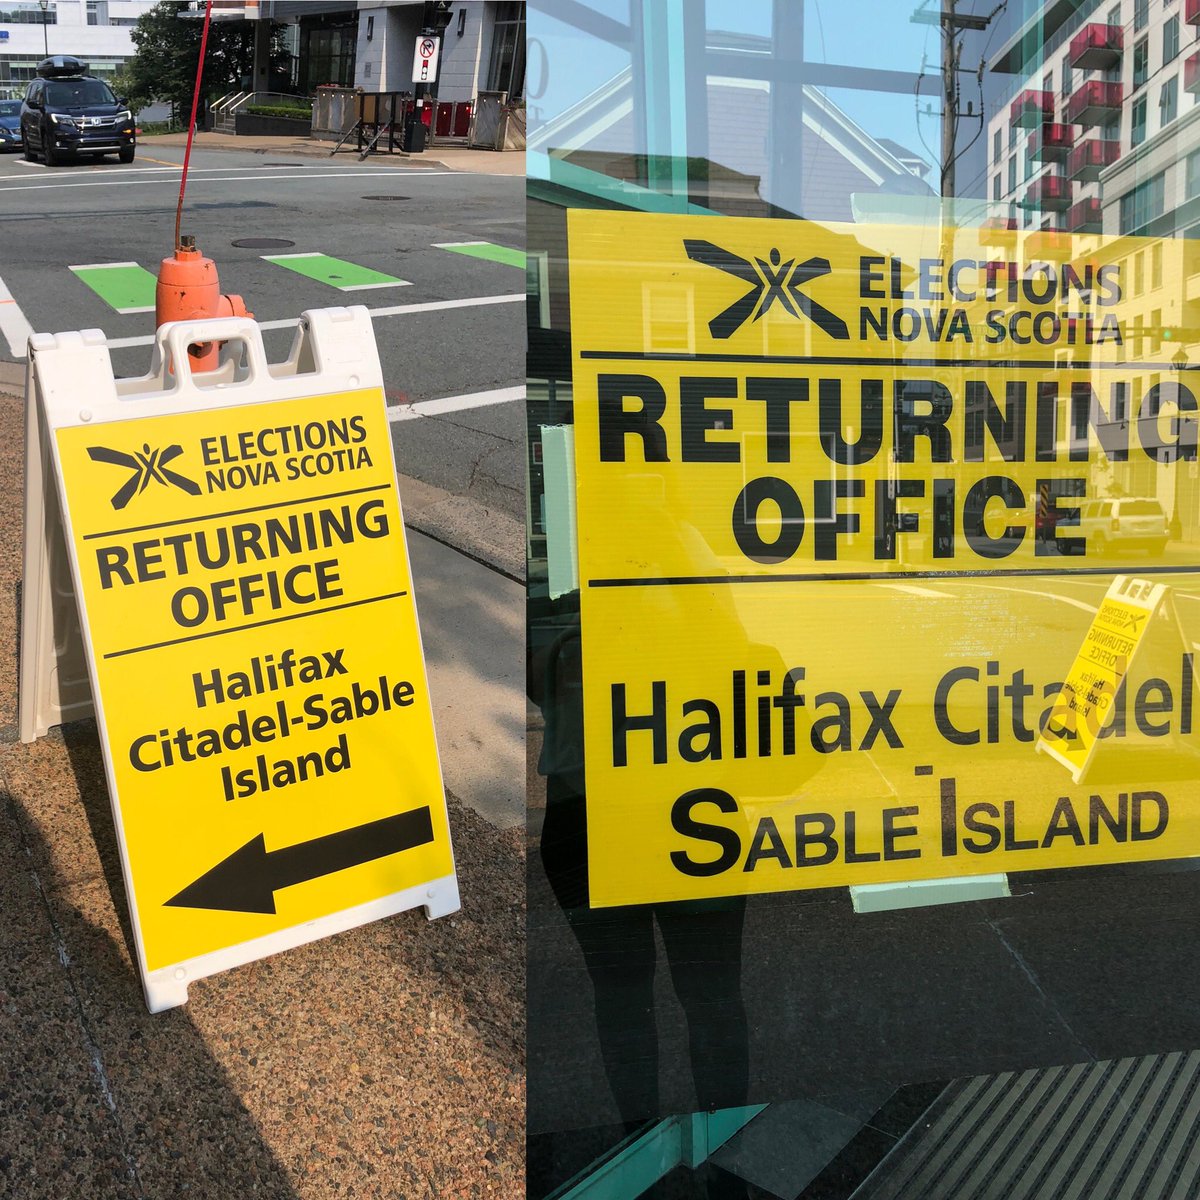 ELECTIONS
NOVA SCOTIA
RETURNING
OFFICE
Halifax
Citadel-Sable
Island
ELECTIONS
NOVA SCOTIA
RETURNING
OFFICE
Halifax Citadel
-
SABLE ISLAND